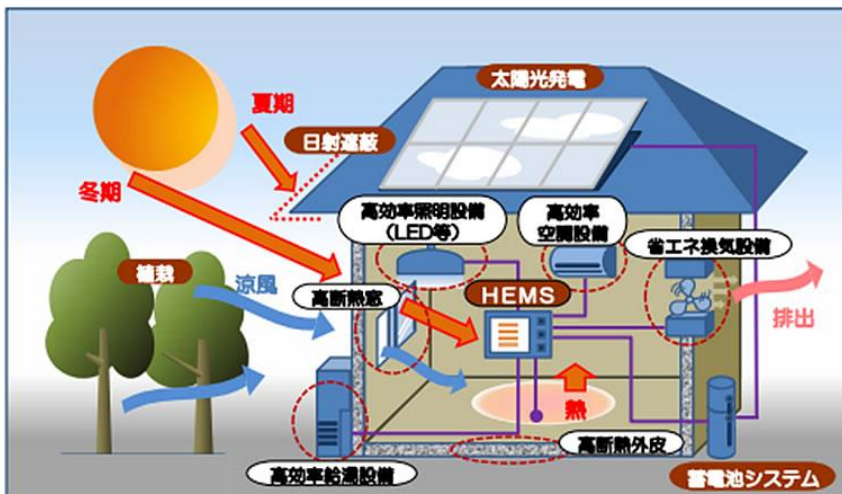 太陽光発電
夏期
日射遮蔽
冬期
高効率照明設備
(LED等)
高効率
空調設備
省エネ換気設備
植栽
涼風
高断熱窓
HEMS
排出
熱
高断熱外皮
高効率給湯設備
蓄電池システム